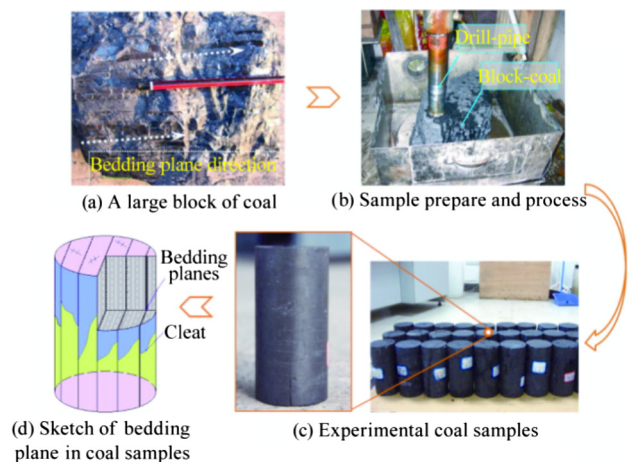 Bedding plane direction
(a) A large block of coal
Drill-pipe
Block-coal
(b) Sample prepare and process
Bedding
planes
Cleat
(d) Sketch of bedding
plane in coal samples
(c) Experimental coal samples